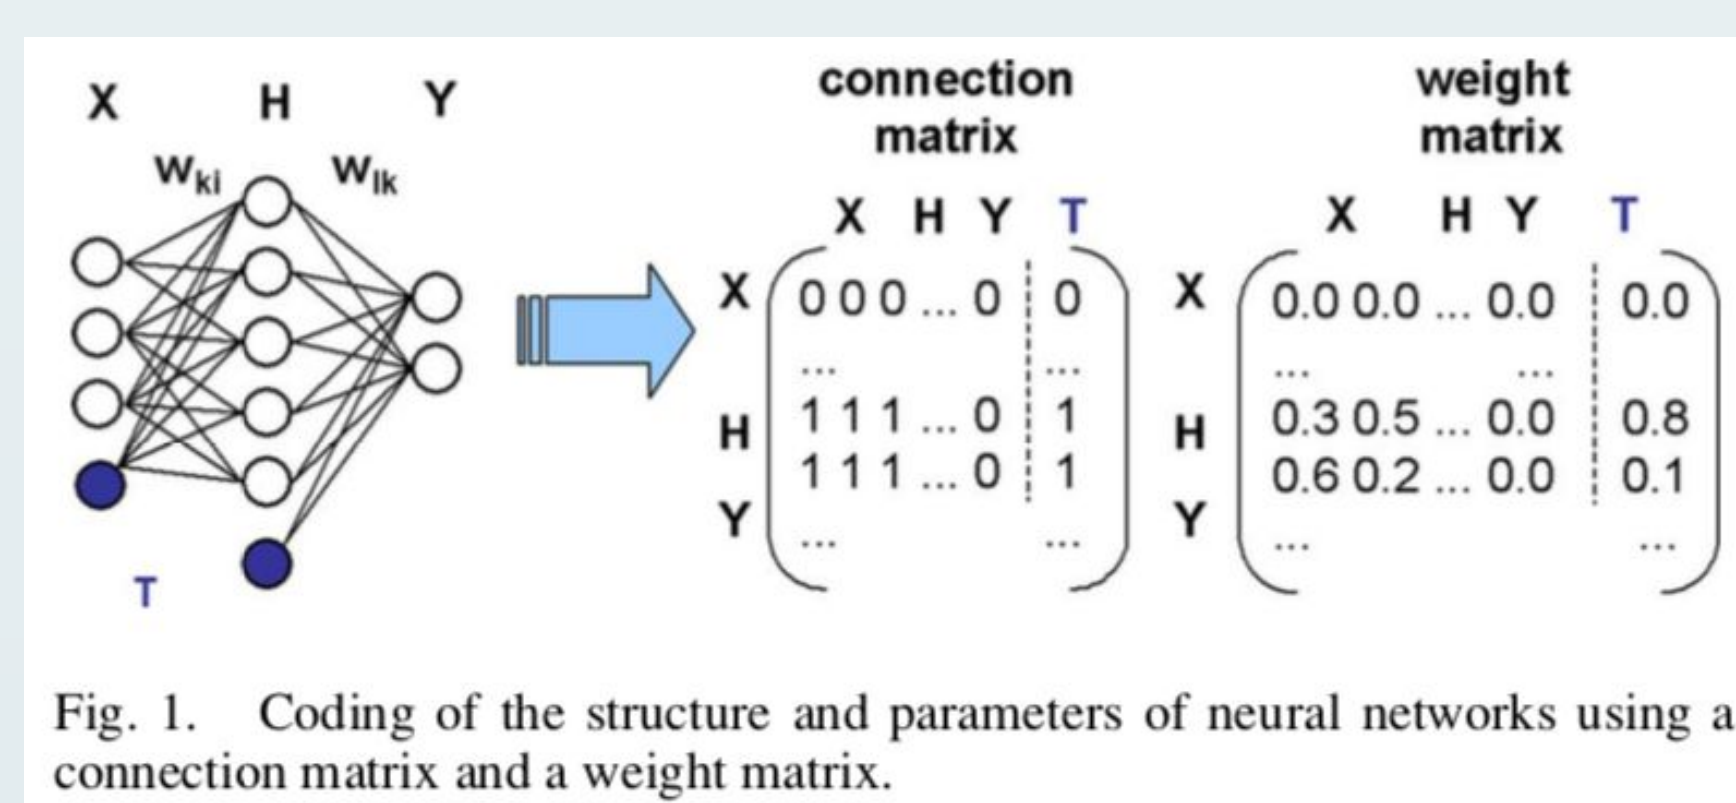 X H Y
W_ki W_lk
T
connection
matrix
X H Y T
X 0 0 0 ... 0 0
... ...
H 1 1 1 ... 0 1
1 1 1 ... 0 1
Y
... ...
weight
matrix
X H Y T
X 0.0 0.0 ... 0.0 0.0
... ...
H 0.3 0.5 ... 0.0 0.8
0.6 0.2 ... 0.0 0.1
Y
... ...
Fig. 1. Coding of the structure and parameters of neural networks using a
connection matrix and a weight matrix.